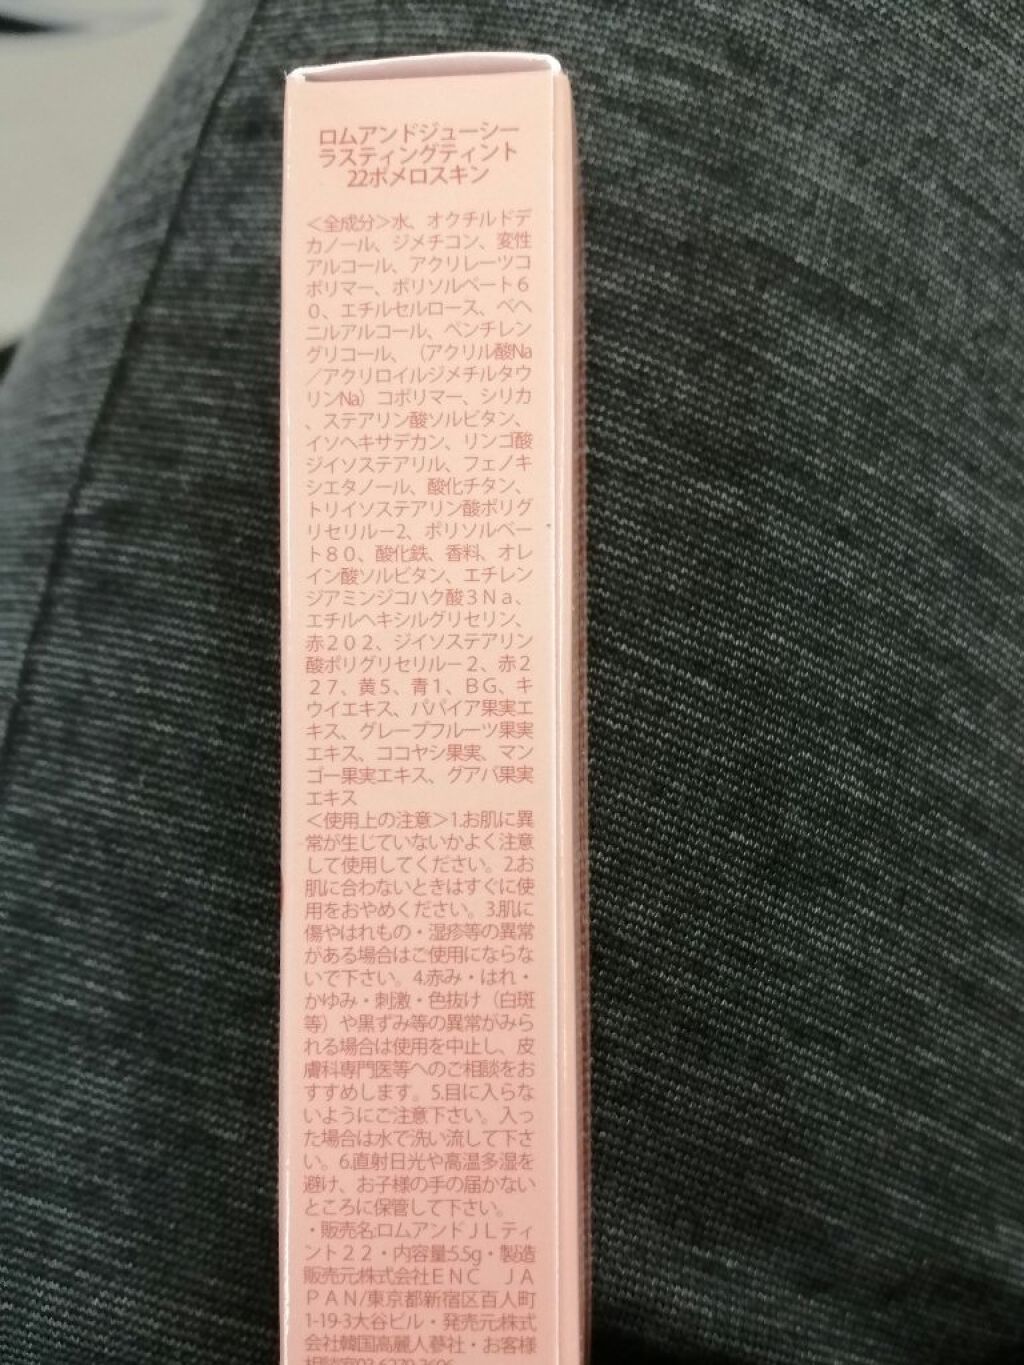 ロムアンドジューシー
ラスティングティント
22ポメロスキン
＜全成分＞水、オクチルドデ
カノール、ジメチコン、変性
アルコール、アクリレーツコ
ポリマー、ポリソルベート６
０、エチルセルロース、ベヘ
ニルアルコール、ペンチレン
グリコール、（アクリル酸Na
／アクリロイルジメチルタウ
リンNa）コポリマー、シリカ
、ステアリン酸ソルビタン、
イソヘキサデカン、リンゴ酸
ジイソステアリル、フェノキ
シエタノール、酸化チタン、
トリイソステアリン酸ポリグ
リセリルー2、ポリソルベー
ト８０、酸化鉄、香料、オレ
イン酸ソルビタン、エチレン
ジアミンジコハク酸３Ｎａ、
エチルヘキシルグリセリン、
赤２０２、ジイソステアリン
酸ポリグリセリルー２、赤２
２７、黄５、青１、ＢＧ、キ
ウイエキス、パパイア果実エ
キス、グレープフルーツ果実
エキス、ココヤシ果実、マン
ゴー果実エキス、グアバ果実
エキス
＜使用上の注意＞1.お肌に異
常が生じていないかよく注意
して使用してください。2.お
肌に合わないときはすぐに使
用をおやめください。3.肌に
傷やはれもの・湿疹等の異常
がある場合はご使用にならな
いで下さい。4.赤み・はれ・
かゆみ・刺激・色抜け（白斑
等）や黒ずみ等の異常がみら
れる場合は使用を中止し、皮
膚科専門医等へのご相談をお
すすめします。5.目に入らな
いようにご注意下さい。入っ
た場合は水で洗い流して下さ
い。6.直射日光や高温多湿を
避け、お子様の手の届かない
ところに保管して下さい。
・販売名:ロムアンドＪＬティ
ント２２・内容量:5.5g・製造
販売元:株式会社ＥＮＣ　ＪＡ
ＰＡＮ/東京都新宿区百人町
1-19-3大谷ビル・発売元:株式
会社韓国高麗人蔘社・お客様
相談室03-6279-3606